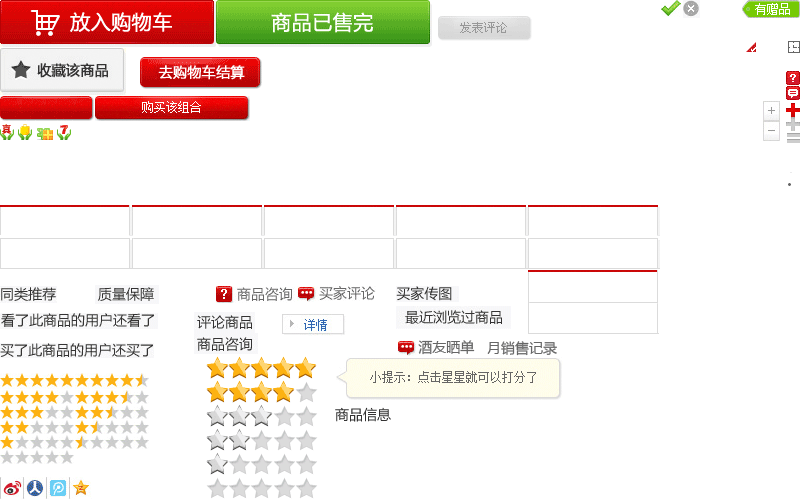 放入购物车
商品已售完
发表评论
有赠品
收藏该商品
去购物车结算
购买该组合
真
7
同类推荐
质量保障
商品咨询
买家评论
买家传图
看了此商品的用户还看了
评论商品
详情
最近浏览过商品
买了此商品的用户还买了
商品咨询
酒友晒单
月销售记录
小提示：点击星星就可以打分了
商品信息